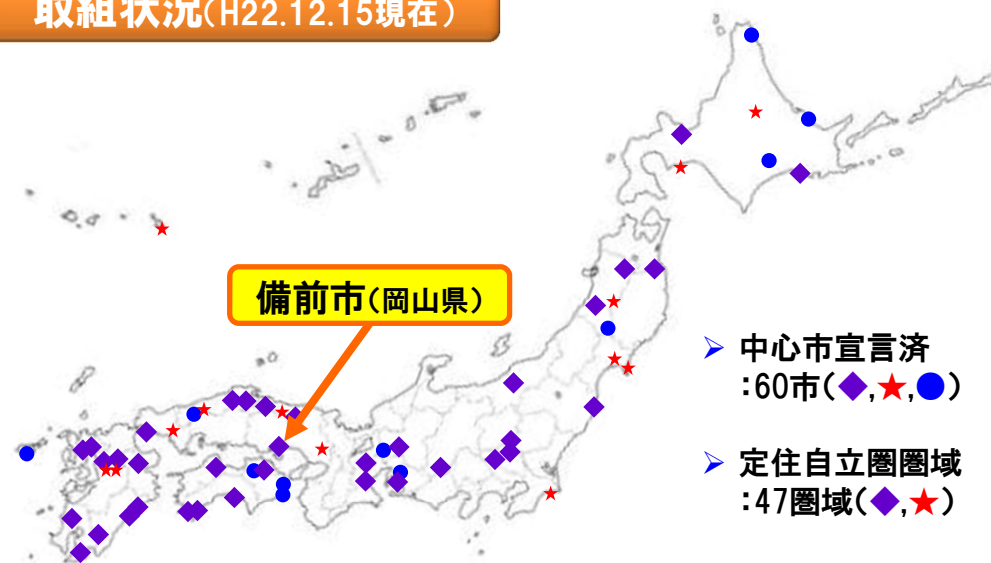 取組状況(H22.12.15現在)
備前市(岡山県)
➢ 中心市宣言済
:60市(◆,★,●)
➢ 定住自立圏圏域
:47圏域(◆,★)